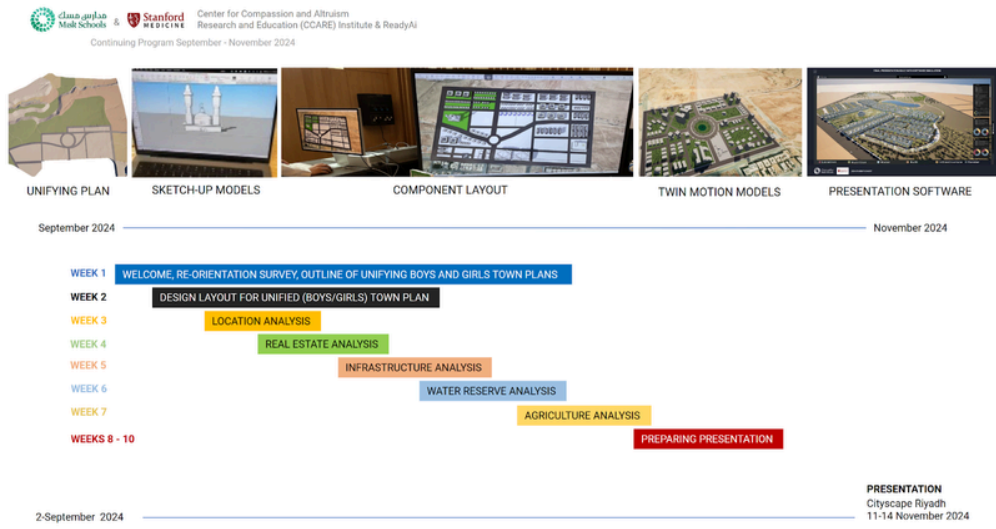 مدارس مسك
Misk Schools
&
Stanford
MEDICINE
Center for Compassion and Altruism
Research and Education (CCARE) Institute & ReadyAi
Continuing Program September - November 2024
UNIFYING PLAN
SKETCH-UP MODELS
COMPONENT LAYOUT
TWIN MOTION MODELS
PRESENTATION SOFTWARE
September 2024
November 2024
WEEK 1 WELCOME, RE-ORIENTATION SURVEY, OUTLINE OF UNIFYING BOYS AND GIRLS TOWN PLANS
WEEK 2 DESIGN LAYOUT FOR UNIFIED (BOYS/GIRLS) TOWN PLAN
WEEK 3 LOCATION ANALYSIS
WEEK 4 REAL ESTATE ANALYSIS
WEEK 5 INFRASTRUCTURE ANALYSIS
WEEK 6 WATER RESERVE ANALYSIS
WEEK 7 AGRICULTURE ANALYSIS
WEEKS 8 - 10 PREPARING PRESENTATION
PRESENTATION
Cityscape Riyadh
11-14 November 2024
2-September 2024